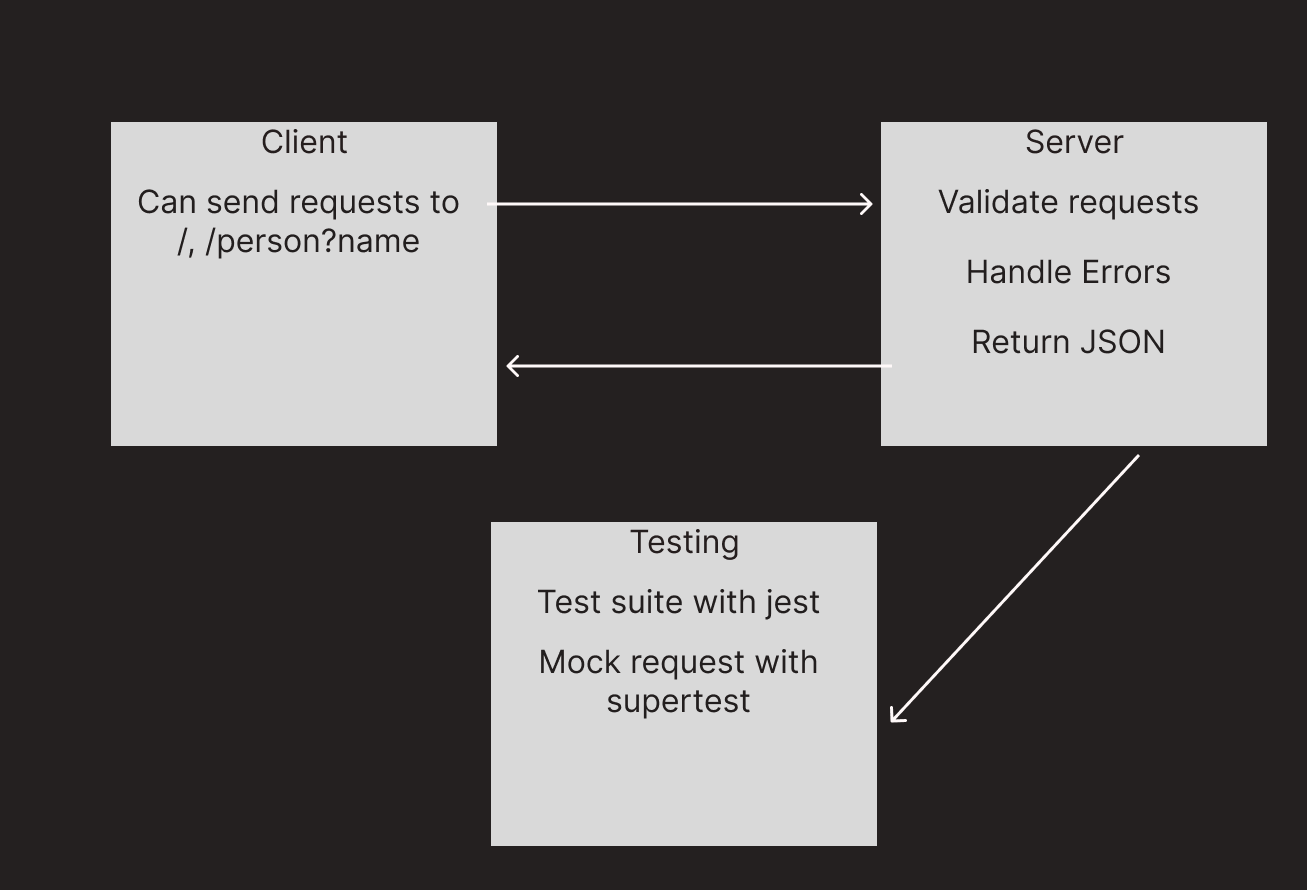 Client
Can send requests to
/, /person?name
Server
Validate requests
Handle Errors
Return JSON
Testing
Test suite with jest
Mock request with
supertest